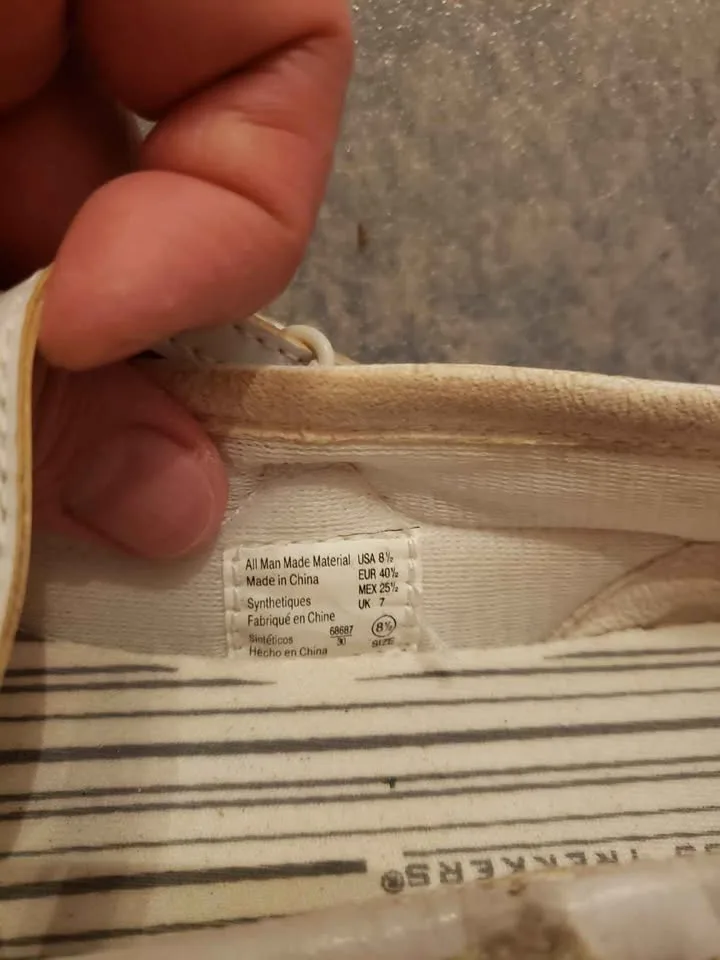 All Man Made Material USA 8½
Made in China EUR 40½
MEX 25½
Synthetiques UK 7
Fabriqué en Chine
Sintéticos 68687 8½
Hecho en China 30 SIZE
TREKKERS®